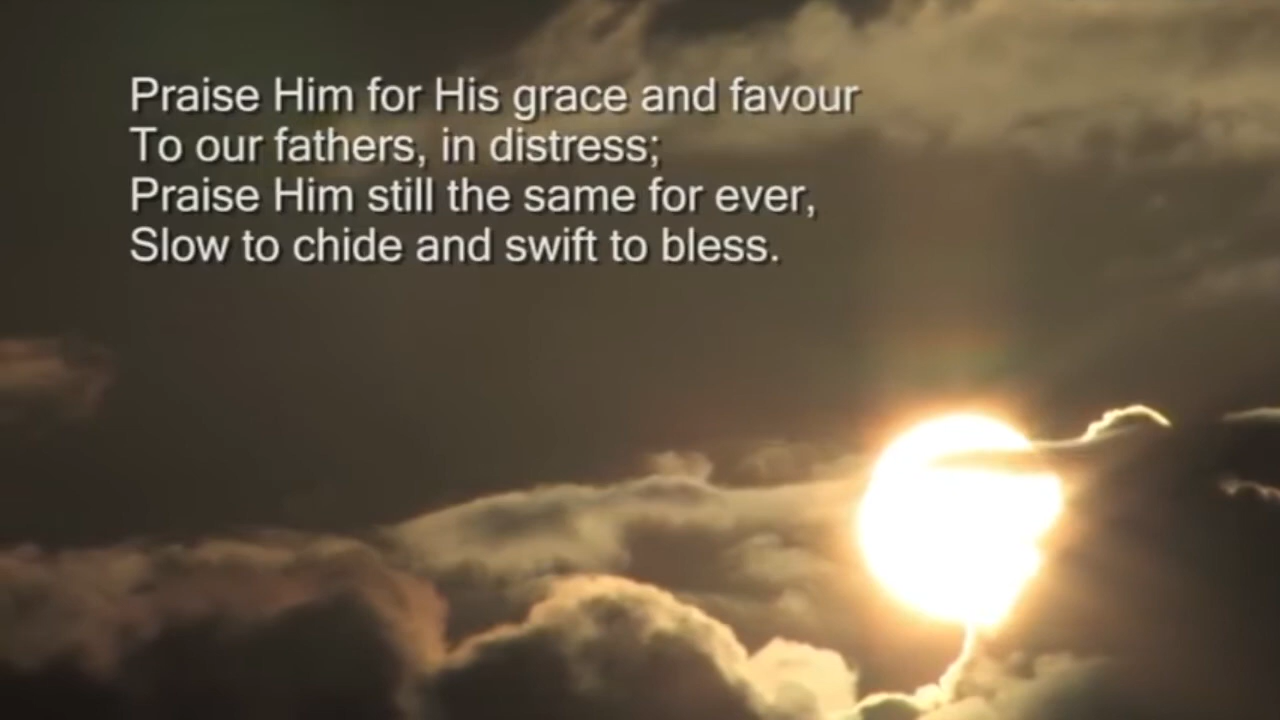 Praise Him for His grace and favour
To our fathers, in distress;
Praise Him still the same for ever,
Slow to chide and swift to bless.